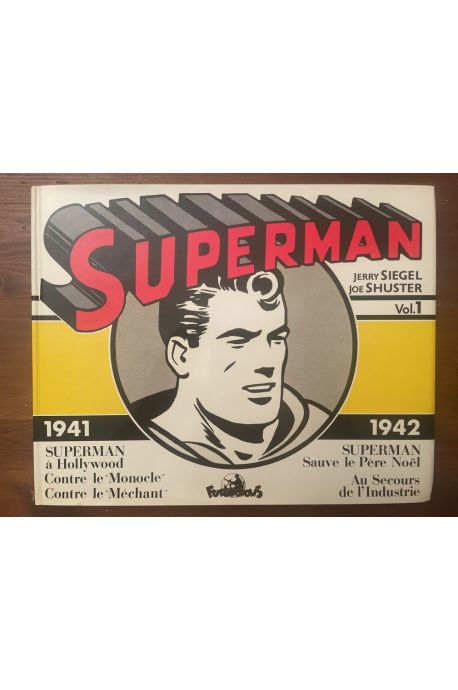 SUPERMAN
JERRY SIEGEL
JOE SHUSTER
Vol.1
1941
1942
SUPERMAN
à Hollywood
Contre le "Monocle"
Contre le "Méchant"
SUPERMAN
Sauve le Père Noël
Au Secours
de l'Industrie
FUTUROPOLIS